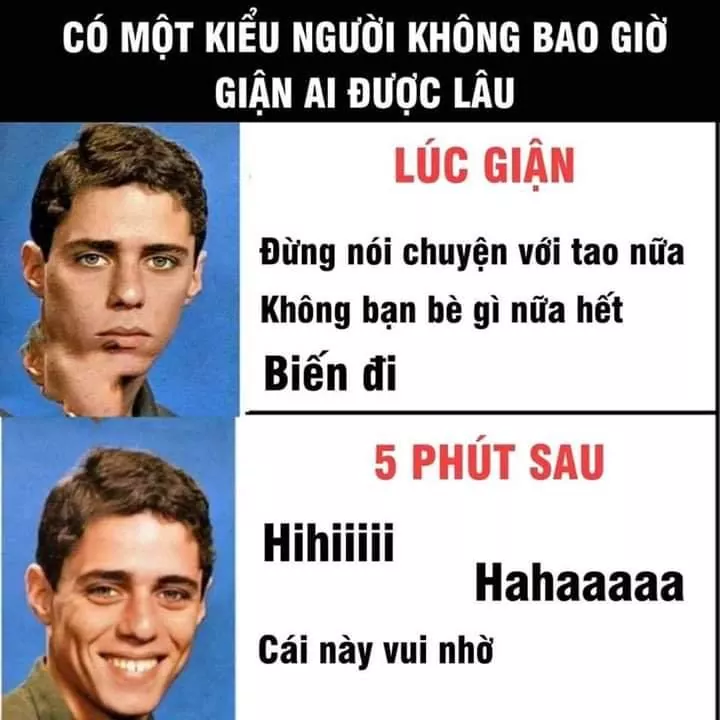 CÓ MỘT KIỂU NGƯỜI KHÔNG BAO GIỜ
GIẬN AI ĐƯỢC LÂU
LÚC GIẬN
Đừng nói chuyện với tao nữa
Không bạn bè gì nữa hết
Biến đi
5 PHÚT SAU
Hihiiiii
Hahaaaaa
Cái này vui nhờ